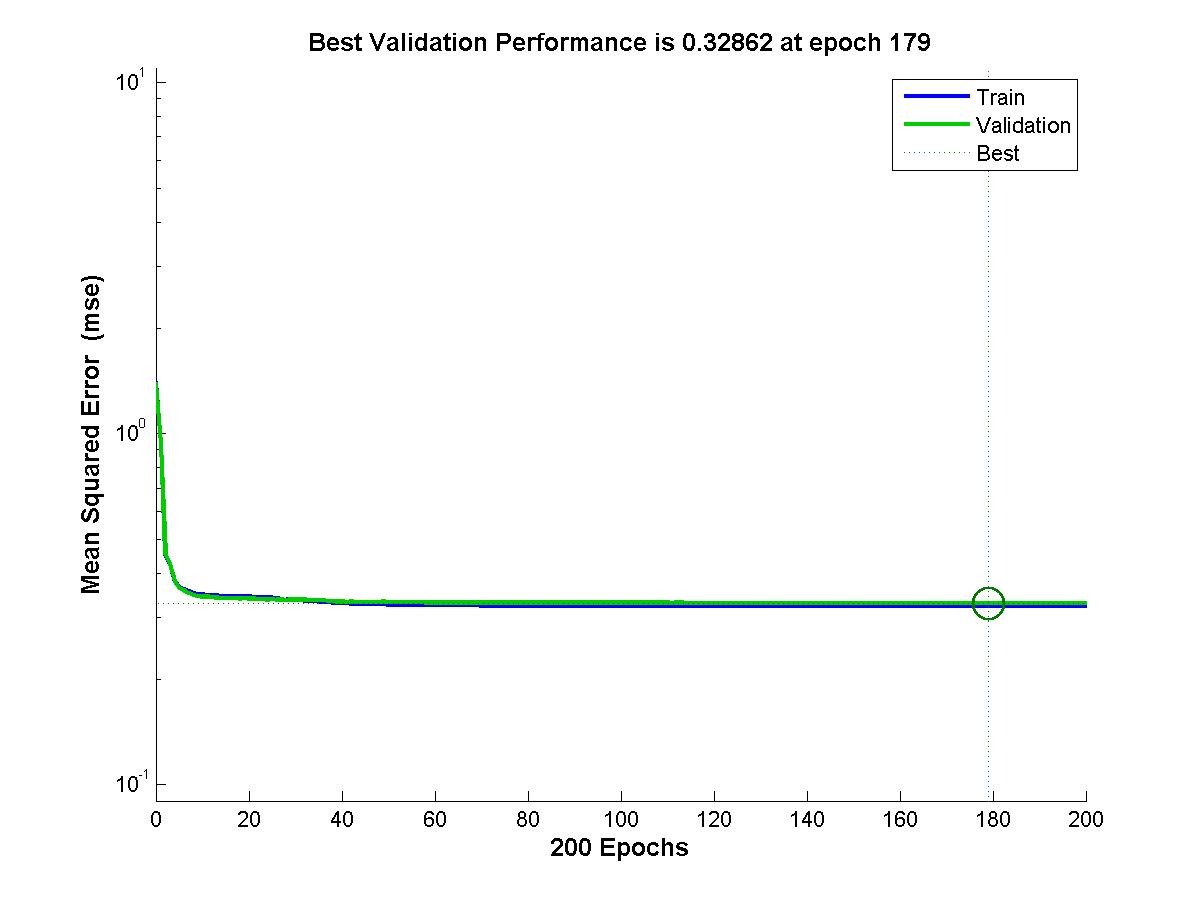 Best Validation Performance is 0.32862 at epoch 179
Train
Validation
Best
Mean Squared Error (mse)
10^1
10^0
10^-1
0 20 40 60 80 100 120 140 160 180 200
200 Epochs